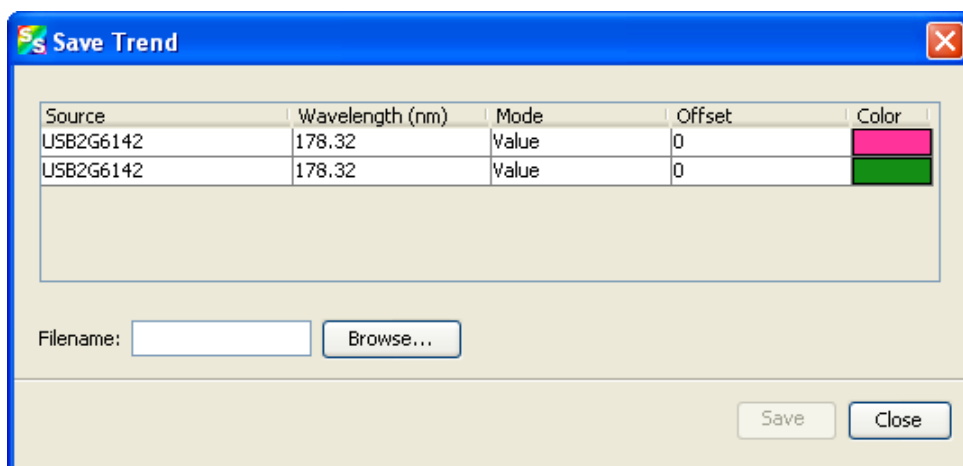 SS Save Trend
Source Wavelength (nm) Mode Offset Color
USB2G6142 178.32 Value 0
USB2G6142 178.32 Value 0
Filename: Browse...
Save Close